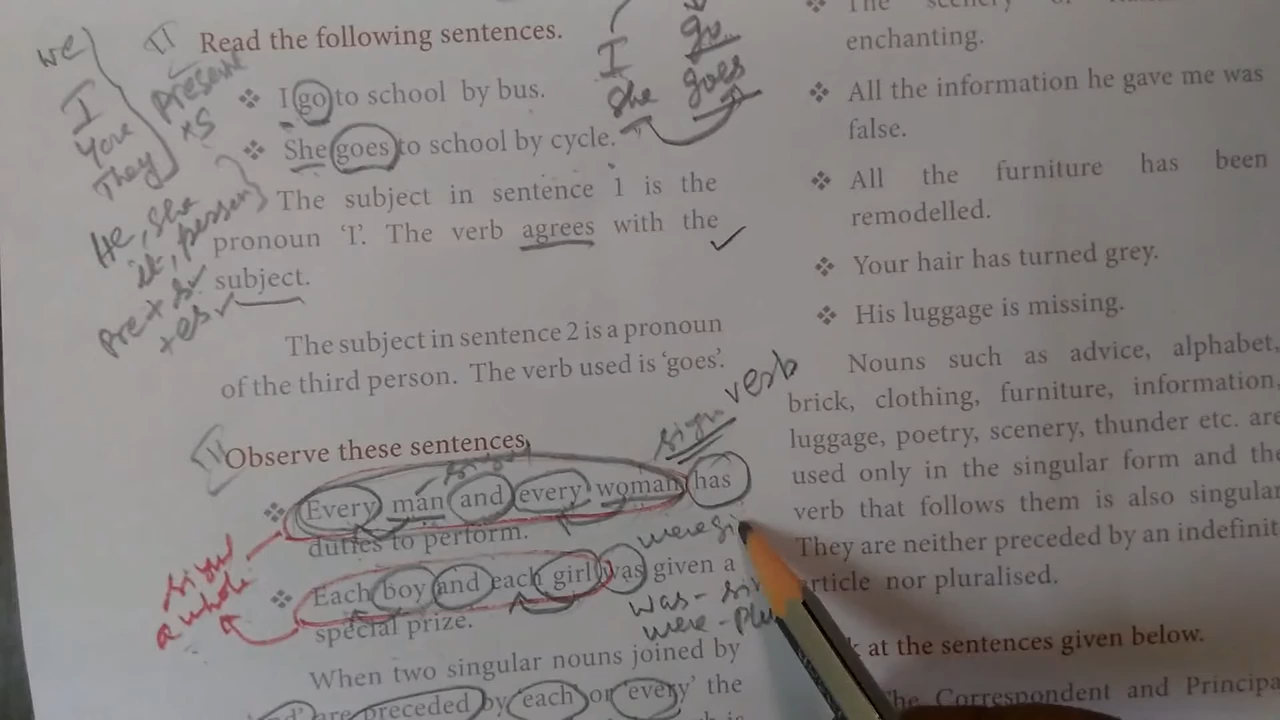 Read the following sentences.
❖ I go to school by bus.
❖ She goes to school by cycle.
The subject in sentence 1 is the
pronoun ‘I’. The verb agrees with the
subject.
The subject in sentence 2 is a pronoun
of the third person. The verb used is ‘goes’.
Observe these sentences
❖ Every man and every woman has
duties to perform.
❖ Each boy and each girl was given a
special prize.
When two singular nouns joined by
are preceded by each or ‘every’ the
we
I
You
They
Present
+S
He, she
it, person
pre + s
+es
I go
She goes
sign verb
sign
a whole
were
was -
were - plu
enchanting.
❖ All the information he gave me was
false.
❖ All the furniture has been
remodelled.
❖ Your hair has turned grey.
❖ His luggage is missing.
Nouns such as advice, alphabet,
brick, clothing, furniture, information,
luggage, poetry, scenery, thunder etc. are
used only in the singular form and the
verb that follows them is also singular
They are neither preceded by an indefinit
article nor pluralised.
at the sentences given below.
The Correspondent and Principa